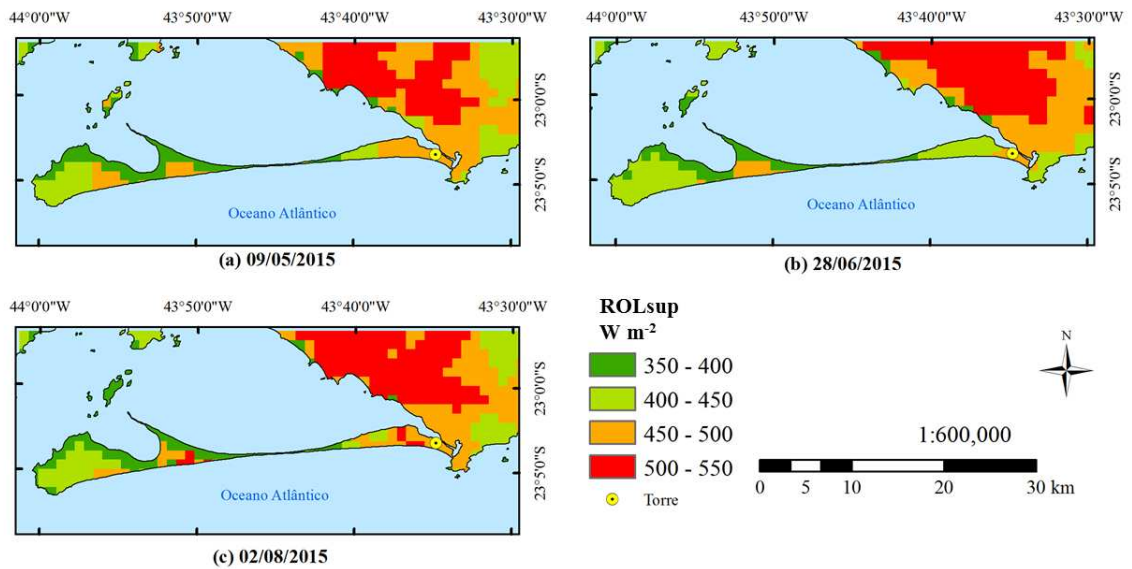 44°0'0"W 43°50'0"W 43°40'0"W 43°30'0"W
23°0'0"S
23°5'0"S
Oceano Atlântico
(a) 09/05/2015
44°0'0"W 43°50'0"W 43°40'0"W 43°30'0"W
23°0'0"S
23°5'0"S
Oceano Atlântico
(b) 28/06/2015
44°0'0"W 43°50'0"W 43°40'0"W 43°30'0"W
23°0'0"S
23°5'0"S
Oceano Atlântico
(c) 02/08/2015
ROLsup
W m-2
350 - 400
400 - 450
450 - 500
500 - 550
Torre
N
1:600,000
0 5 10 20 30 km